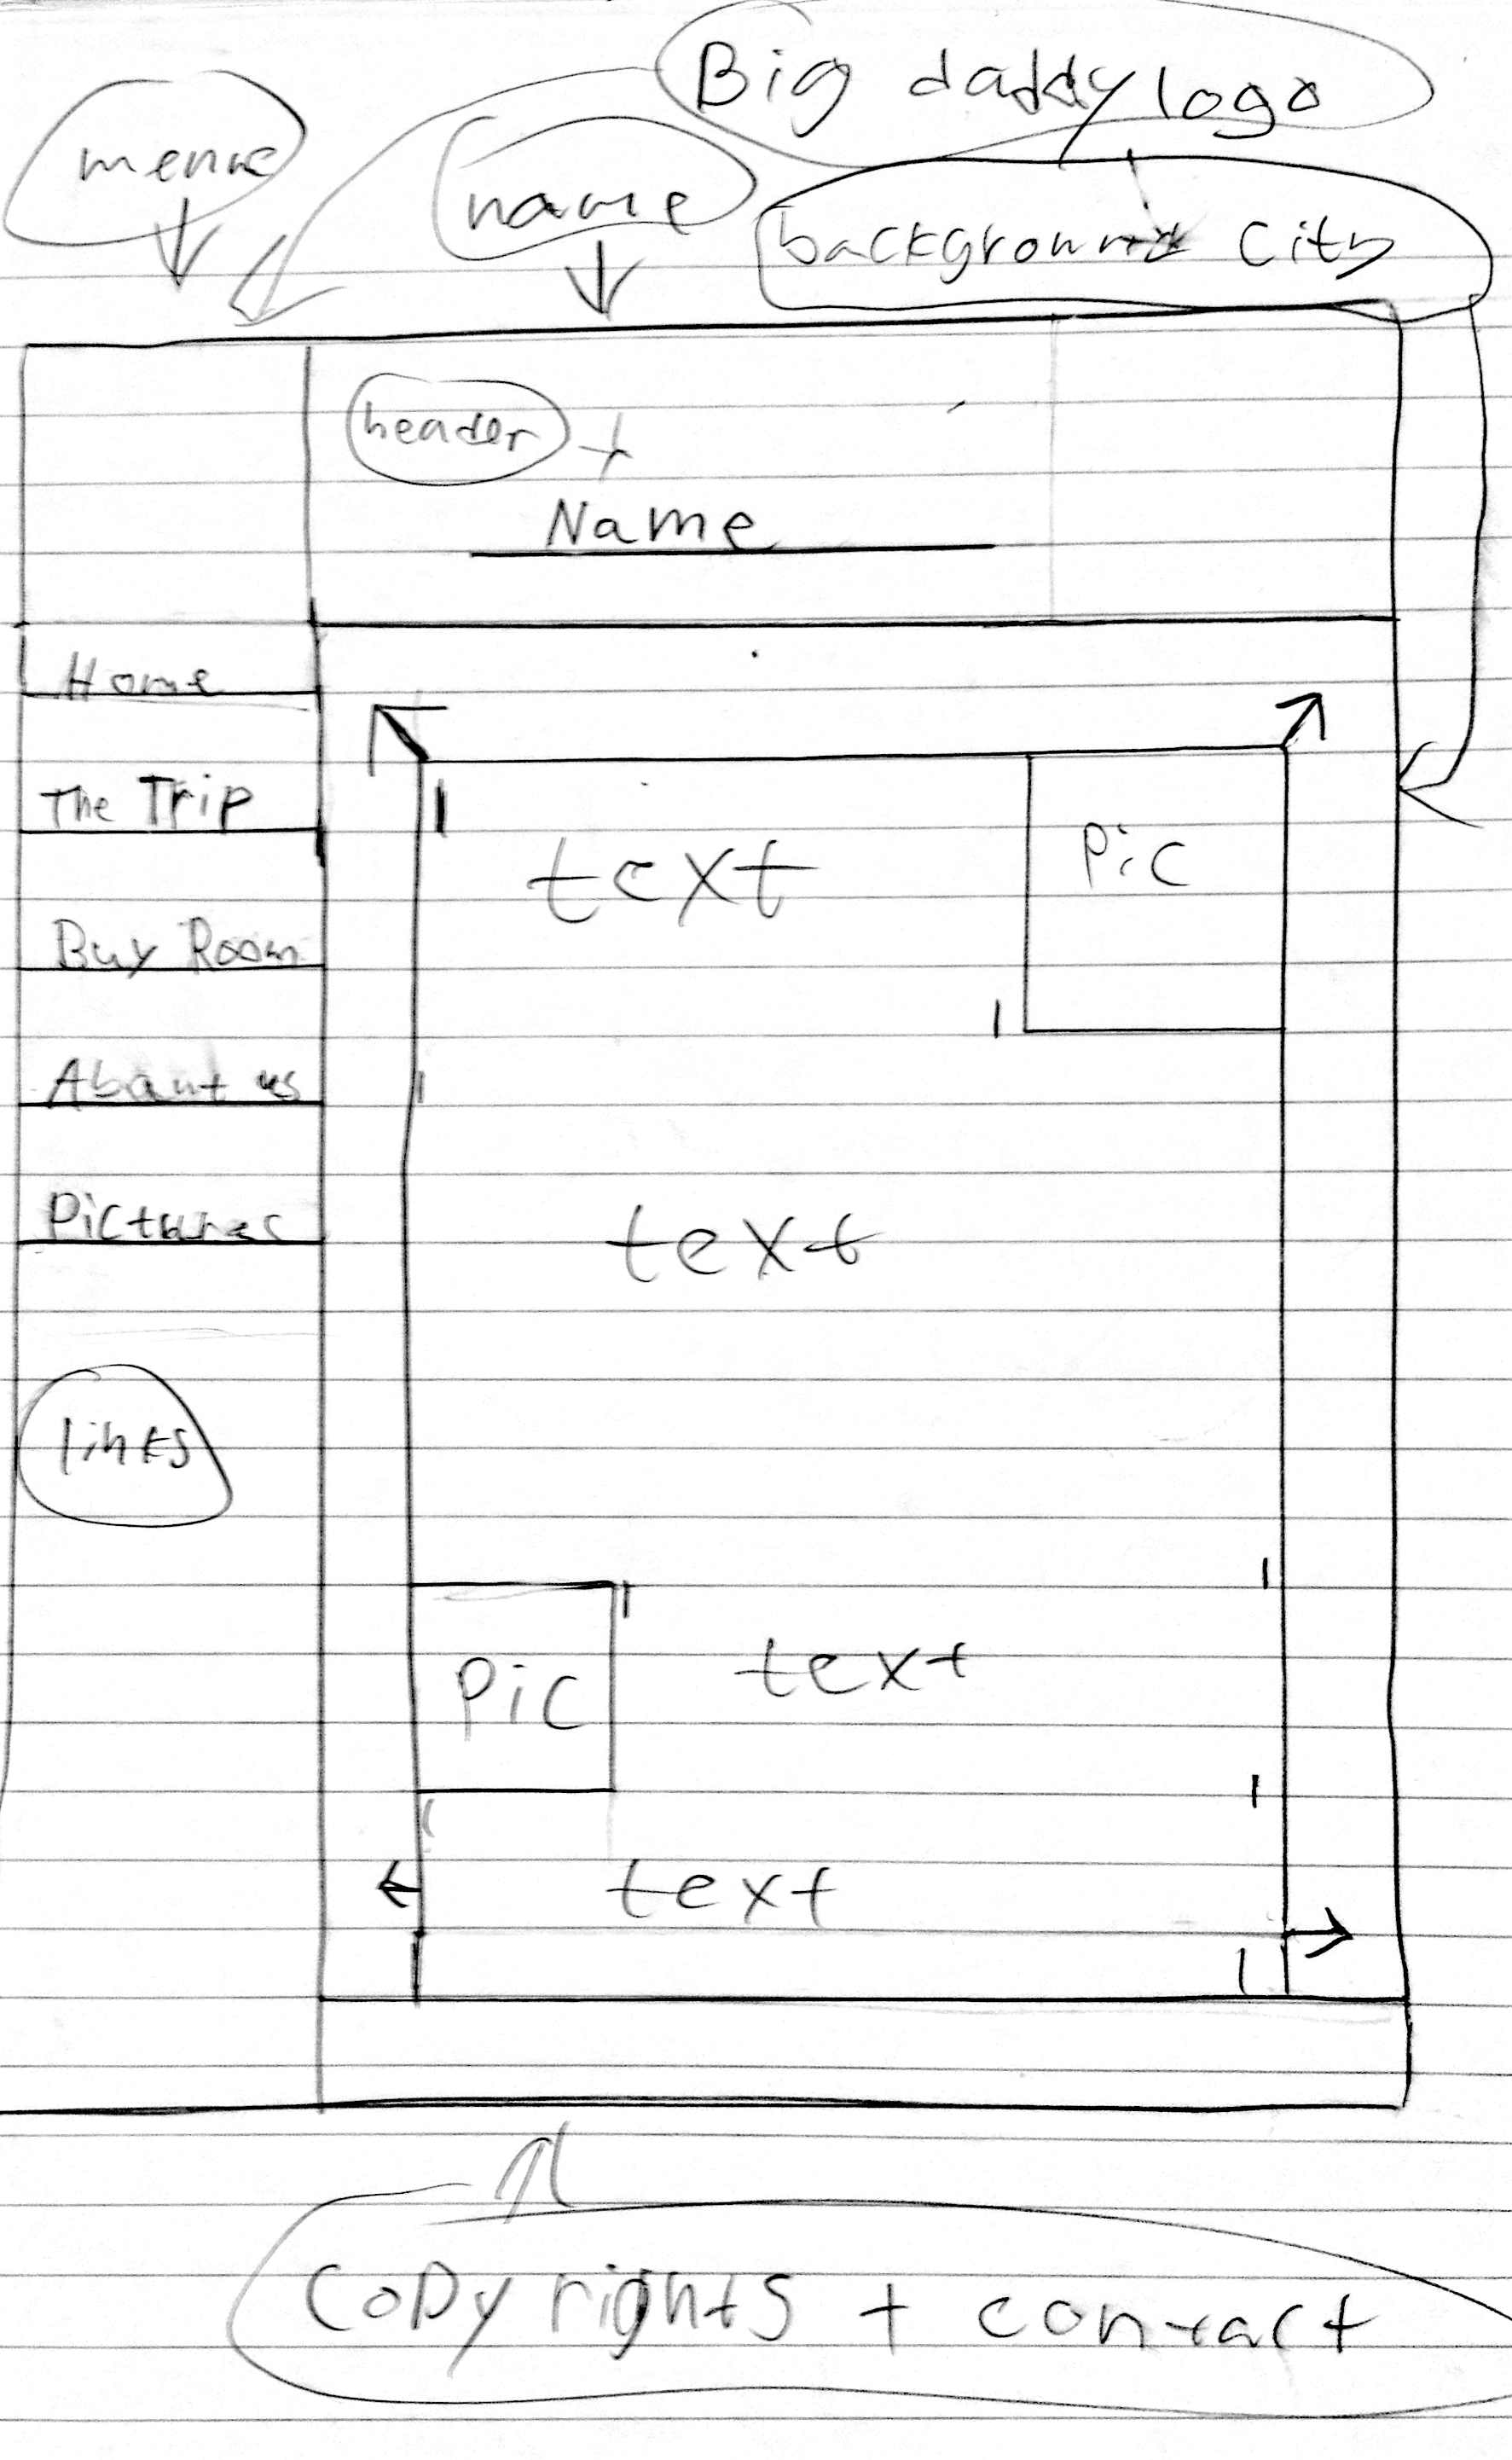 Big daddy logo
menu
name
background City
header +
Name
Home
The Trip
text
Pic
Buy Room
About us
text
Pictures
links
Pic
text
text
Copy rights + contact